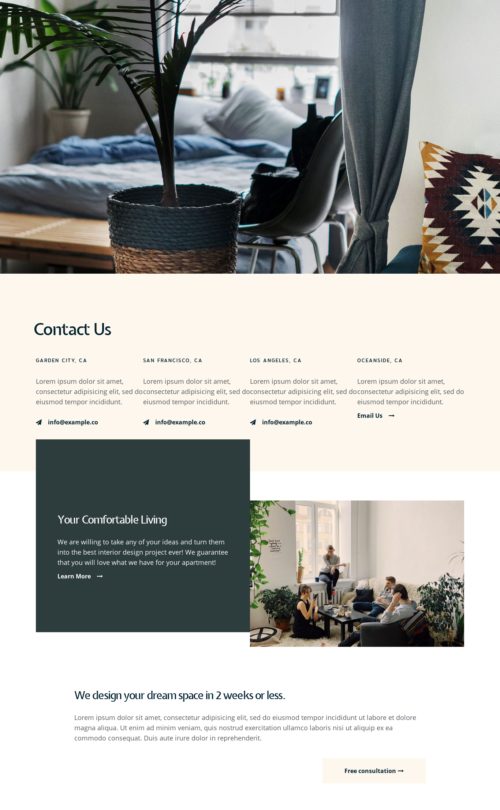 Contact Us
GARDEN CITY, CA
Lorem ipsum dolor sit amet,
consectetur adipisicing elit, sed do
eiusmod tempor incididunt.
info@example.co
SAN FRANCISCO, CA
Lorem ipsum dolor sit amet,
consectetur adipisicing elit, sed do
eiusmod tempor incididunt.
info@example.co
LOS ANGELES, CA
Lorem ipsum dolor sit amet,
consectetur adipisicing elit, sed do
eiusmod tempor incididunt.
info@example.co
OCEANSIDE, CA
Lorem ipsum dolor sit amet,
consectetur adipisicing elit, sed do
eiusmod tempor incididunt.
Email Us →
Your Comfortable Living
We are willing to take any of your ideas and turn them
into the best interior design project ever! We guarantee
that you will love what we have for your apartment!
Learn More →
We design your dream space in 2 weeks or less.
Lorem ipsum dolor sit amet, consectetur adipisicing elit, sed do eiusmod tempor incididunt ut labore et dolore
magna aliqua. Ut enim ad minim veniam, quis nostrud exercitation ullamco laboris nisi ut aliquip ex ea
commodo consequat. Duis aute irure dolor in reprehenderit.
Free consultation →